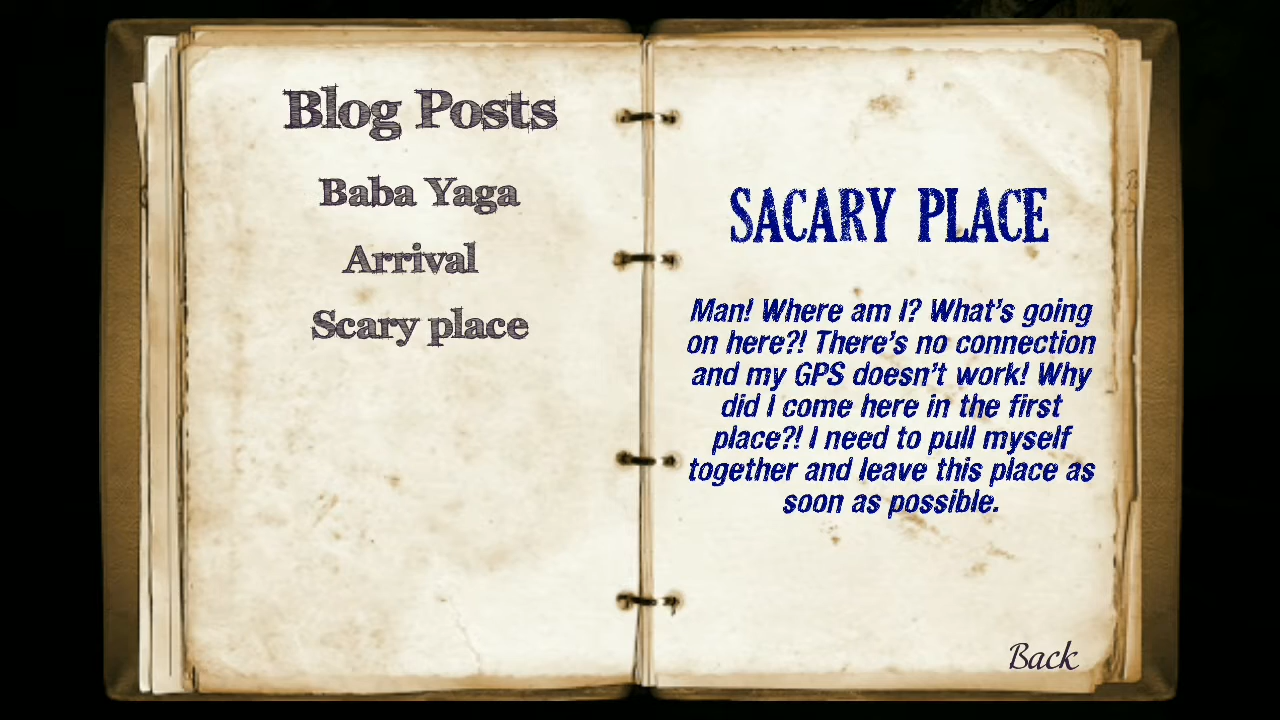 Blog Posts
Baba Yaga
Arrival
Scary place
SACARY PLACE
Man! Where am I? What's going
on here?! There's no connection
and my GPS doesn't work! Why
did I come here in the first
place?! I need to pull myself
together and leave this place as
soon as possible.
Back